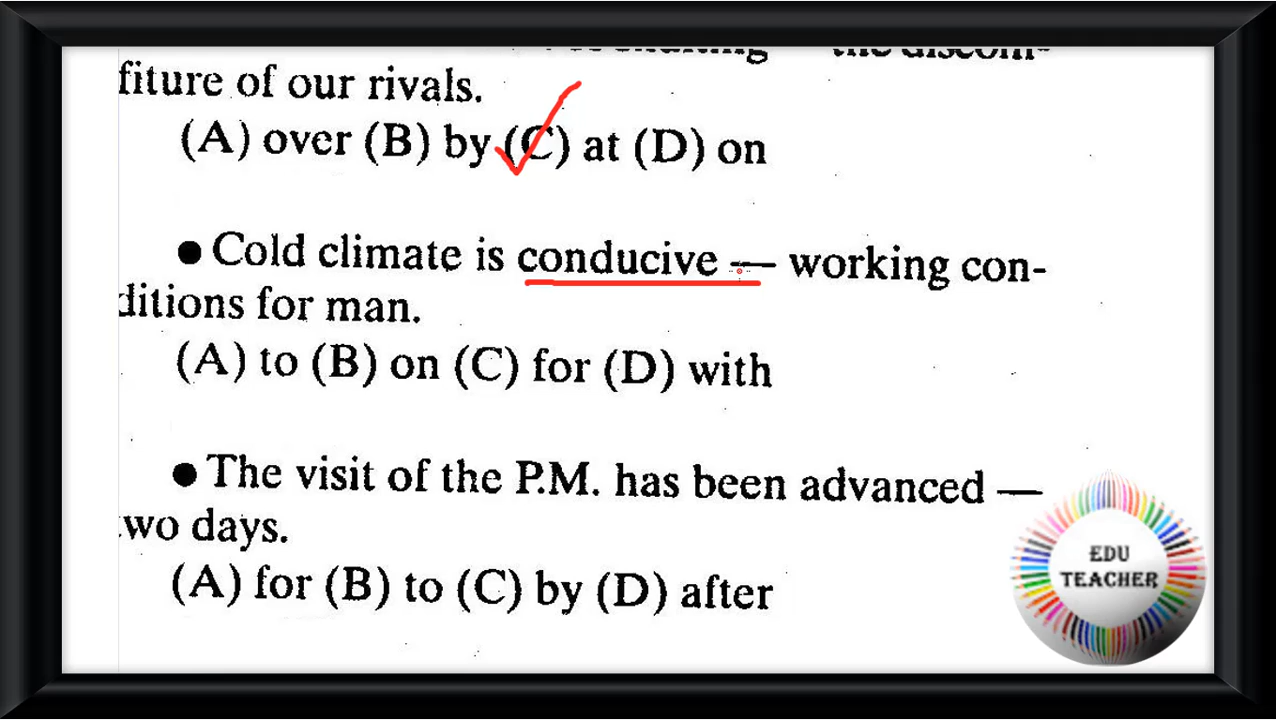 fiture of our rivals.
(A) over (B) by (C) at (D) on
● Cold climate is conducive — working con-
ditions for man.
(A) to (B) on (C) for (D) with
● The visit of the P.M. has been advanced —
two days.
(A) for (B) to (C) by (D) after
EDU
TEACHER